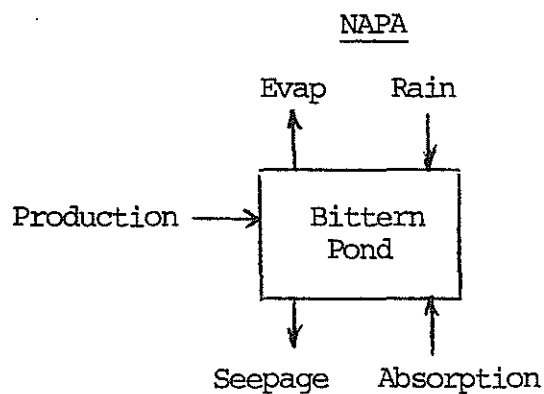 NAPA
Evap Rain
Production
Bittern
Pond
Seepage Absorption